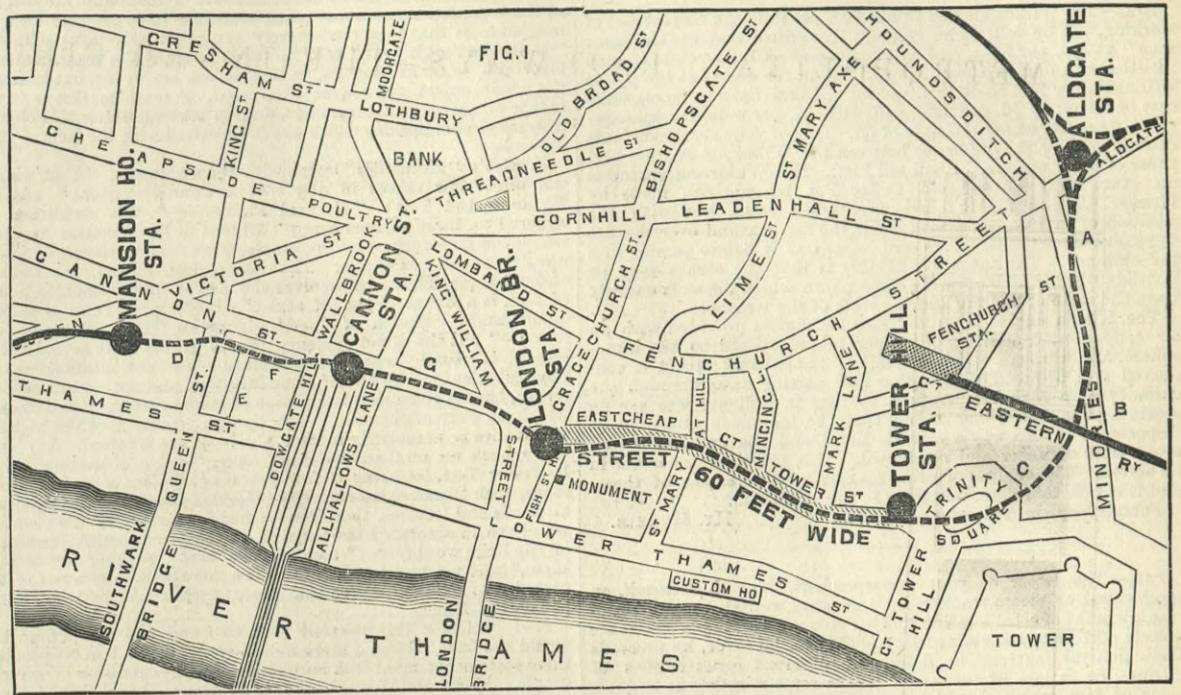 FIG. 1
GRESHAM ST
MOORGATE
KING ST
LOTHBURY
OLD BROAD ST
BISHOPSGATE ST
ST MARY AXE
HOUNDSDITCH
ALDGATE STA.
ALDGATE
CHEAPSIDE
BANK
THREADNEEDLE ST
POULTRY
CORNHILL
LEADENHALL ST
MANSION HO. STA.
VICTORIA ST
CANNON ST.
WALLBROOK
CANNON ST. STA.
KING WILLIAM STREET
LOMBARD ST
LONDON BR. STA.
GRACECHURCH ST.
LIME ST
FENCHURCH STREET
FENCHURCH ST STA.
A
QUEEN
D
F
E
G
THAMES ST
ST.
QUEEN
DOWGATE HILL
ALLHALLOWS LANE
EASTCHEAP
STREET
60 FEET WIDE
FISH ST H
MONUMENT
ST MARY
HILL
MINCING L.
MARK LANE
GT TOWER ST
TOWER HILL STA.
EASTERN RY
B
C
MINORIES
TRINITY SQUARE
LOWER THAMES ST
CUSTOM HO
GT TOWER HILL
TOWER
SOUTHWARK BRIDGE
LONDON BRIDGE
RIVER THAMES